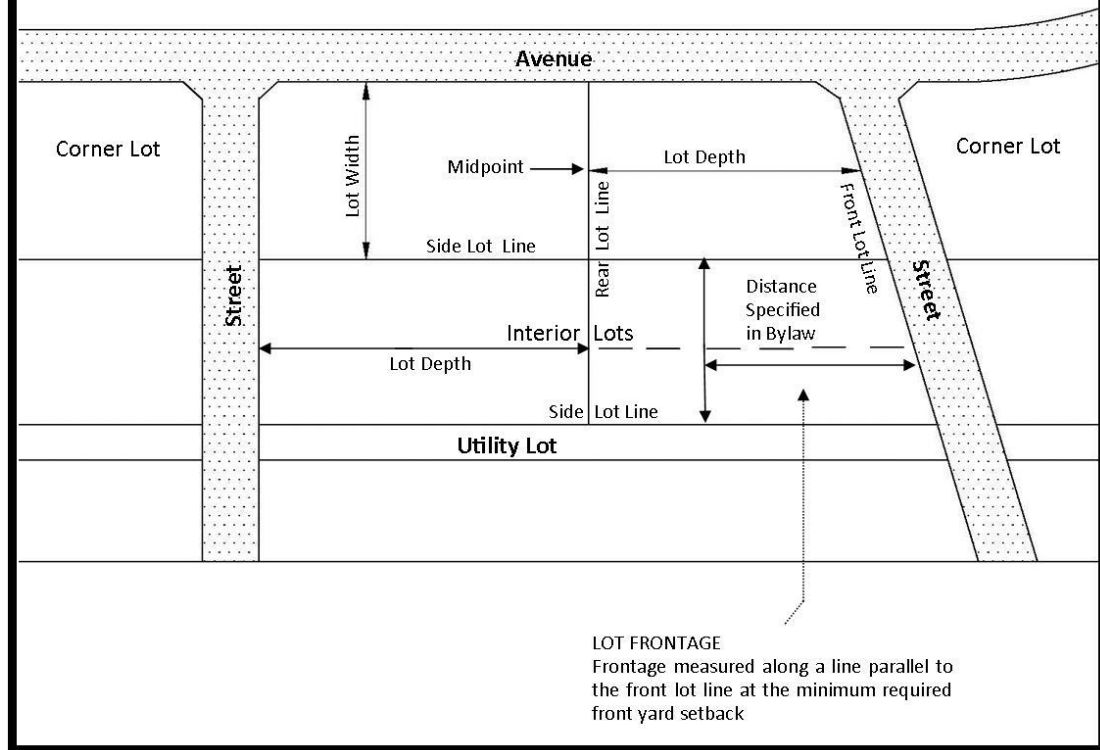 Avenue
Corner Lot
Corner Lot
Lot Width
Midpoint
Lot Depth
Rear Lot Line
Front Lot Line
Side Lot Line
Street
Street
Distance
Specified
in Bylaw
Interior Lots
Lot Depth
Side Lot Line
Utility Lot
LOT FRONTAGE
Frontage measured along a line parallel to
the front lot line at the minimum required
front yard setback